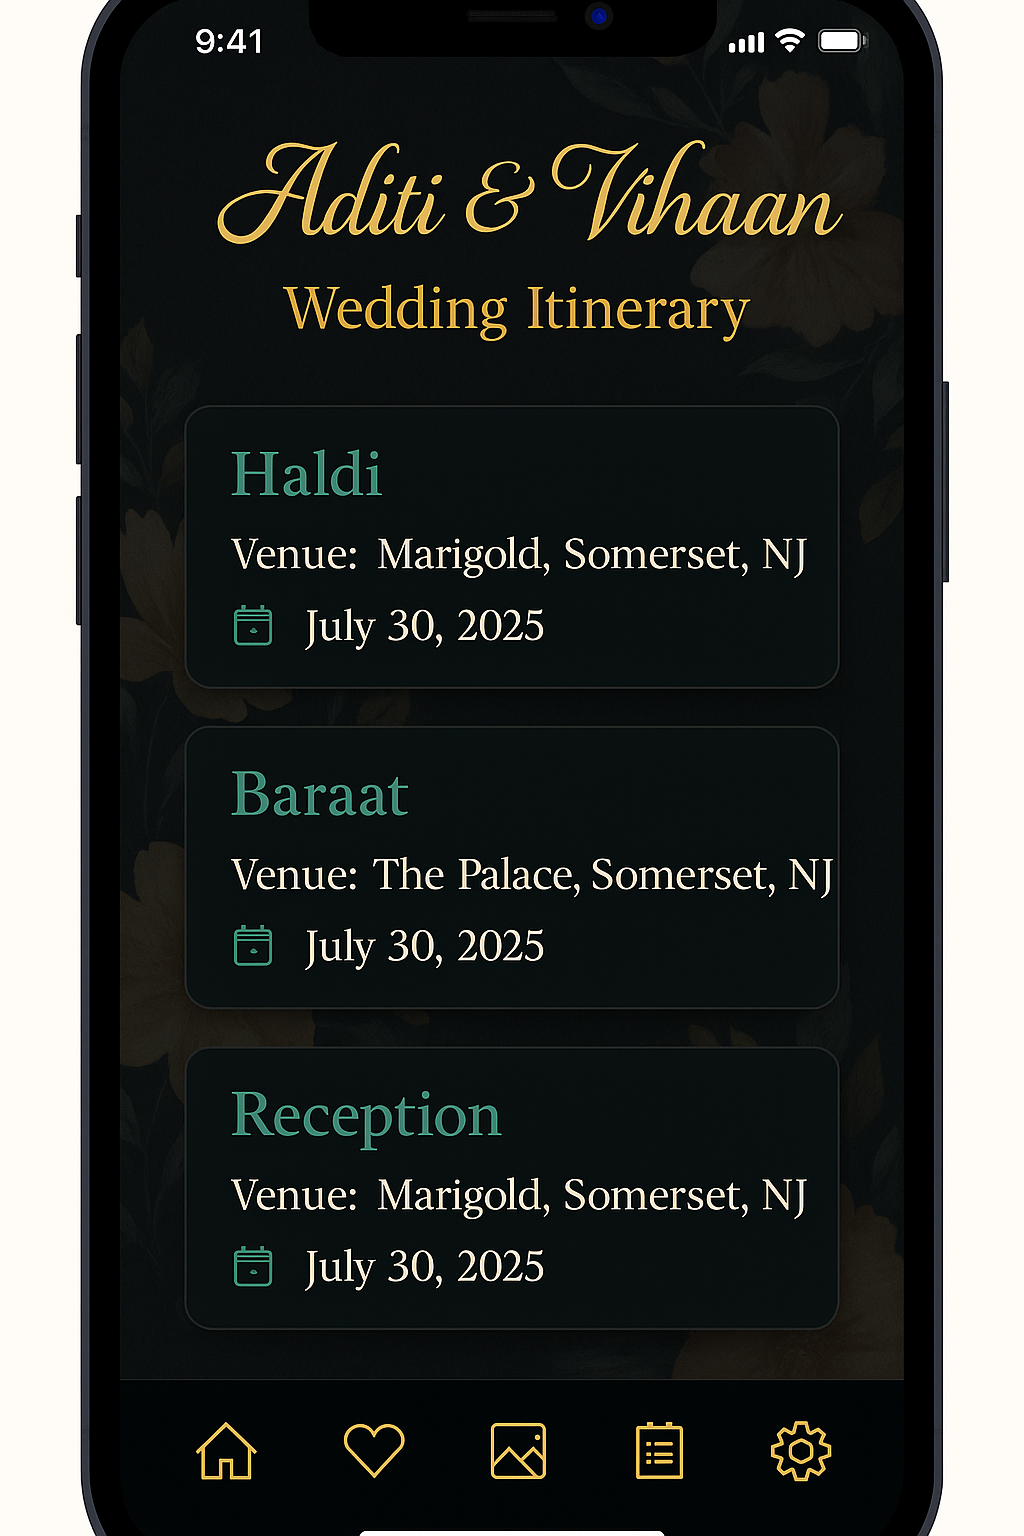 9:41
Aditi & Vihaan
Wedding Itinerary
Haldi
Venue: Marigold, Somerset, NJ
July 30, 2025
Baraat
Venue: The Palace, Somerset, NJ
July 30, 2025
Reception
Venue: Marigold, Somerset, NJ
July 30, 2025